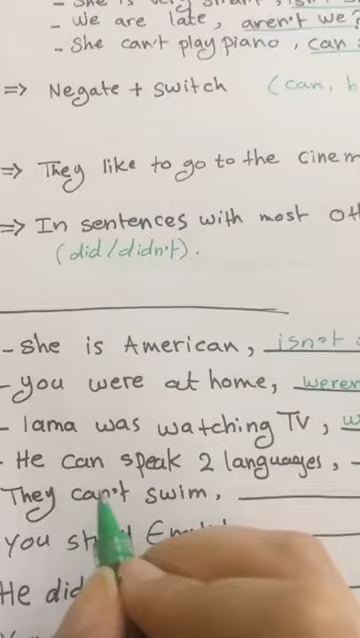 - We are late, aren't we?
- She can't play piano, can
=> Negate + switch (can, b
=> They like to go to the cinem
=> In sentences with most ot
(did/didn't).
- She is American, isn't
- you were at home, weren
- lama was watching TV, w
- He can speak 2 languages,
They can't swim,
you
He did